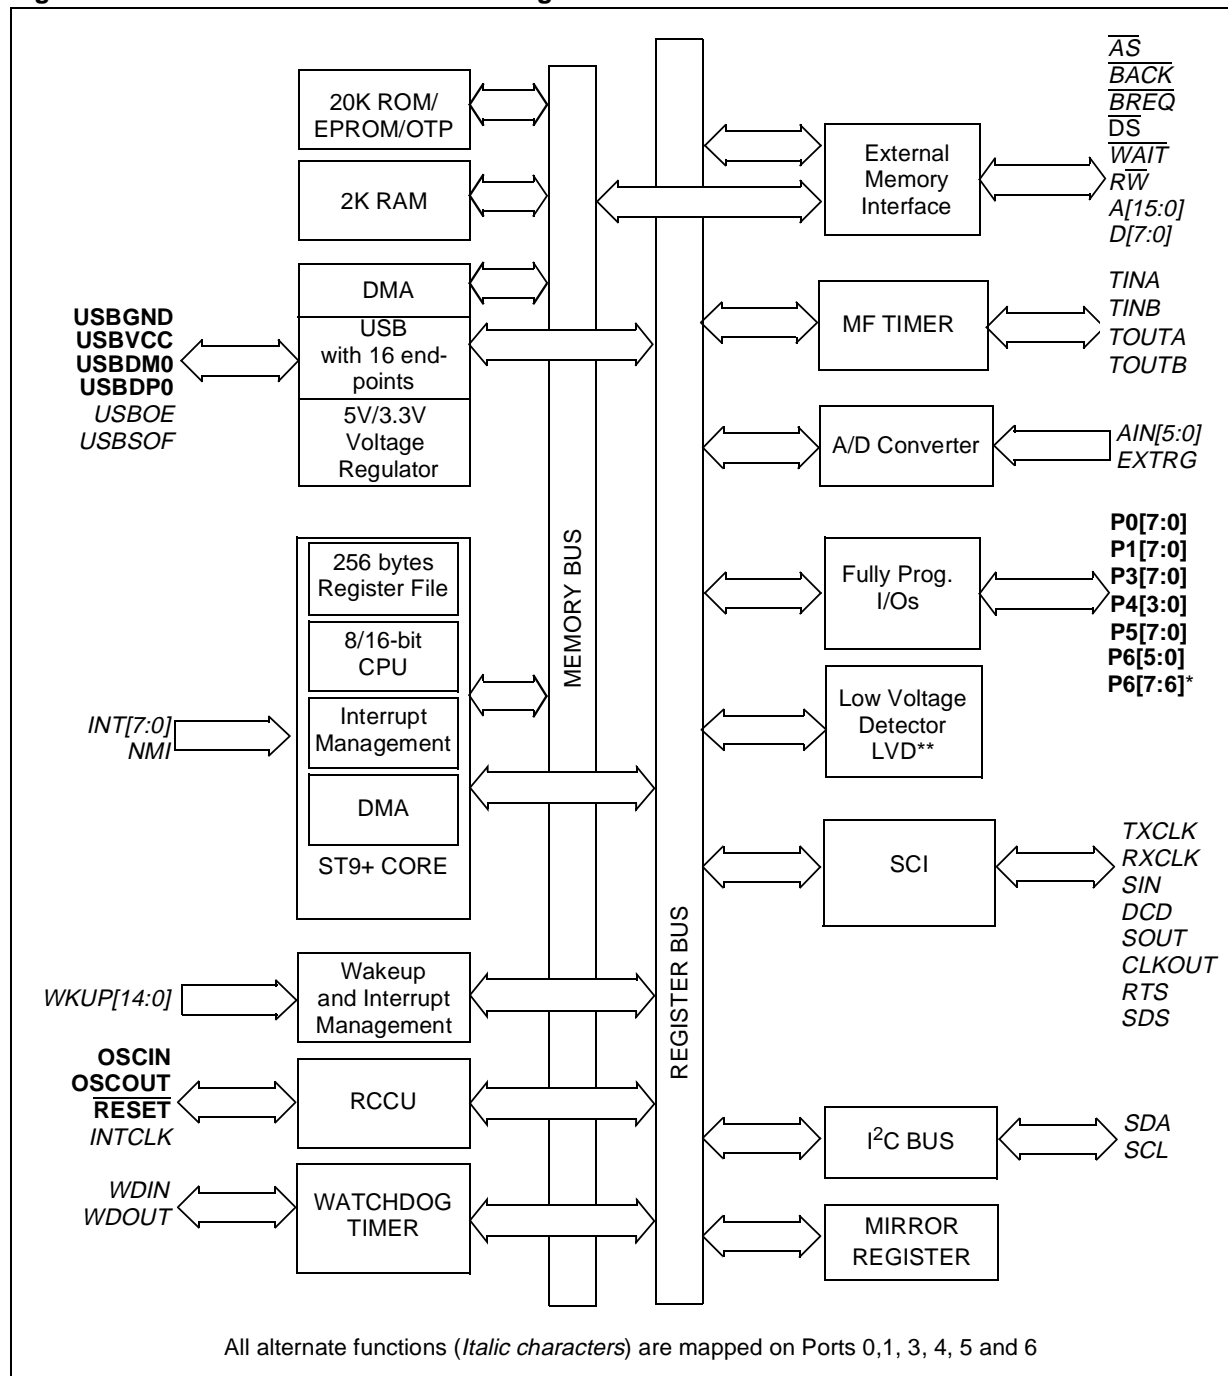 20K ROM/
EPROM/OTP
2K RAM
DMA
USB
with 16 end-
points
5V/3.3V
Voltage
Regulator
USBGND
USBVCC
USBDM0
USBDP0
USBOE
USBSOF
256 bytes
Register File
8/16-bit
CPU
Interrupt
Management
DMA
ST9+ CORE
INT[7:0]
NMI
Wakeup
and Interrupt
Management
WKUP[14:0]
RCCU
OSCIN
OSCOUT
RESET
INTCLK
WATCHDOG
TIMER
WDIN
WDOUT
MEMORY BUS
REGISTER BUS
External
Memory
Interface
AS
BACK
BREQ
DS
WAIT
RW
A[15:0]
D[7:0]
MF TIMER
TINA
TINB
TOUTA
TOUTB
A/D Converter
AIN[5:0]
EXTRG
Fully Prog.
I/Os
P0[7:0]
P1[7:0]
P3[7:0]
P4[3:0]
P5[7:0]
P6[5:0]
P6[7:6]*
Low Voltage
Detector
LVD**
SCI
TXCLK
RXCLK
SIN
DCD
SOUT
CLKOUT
RTS
SDS
I²C BUS
SDA
SCL
MIRROR
REGISTER
All alternate functions (Italic characters) are mapped on Ports 0,1, 3, 4, 5 and 6